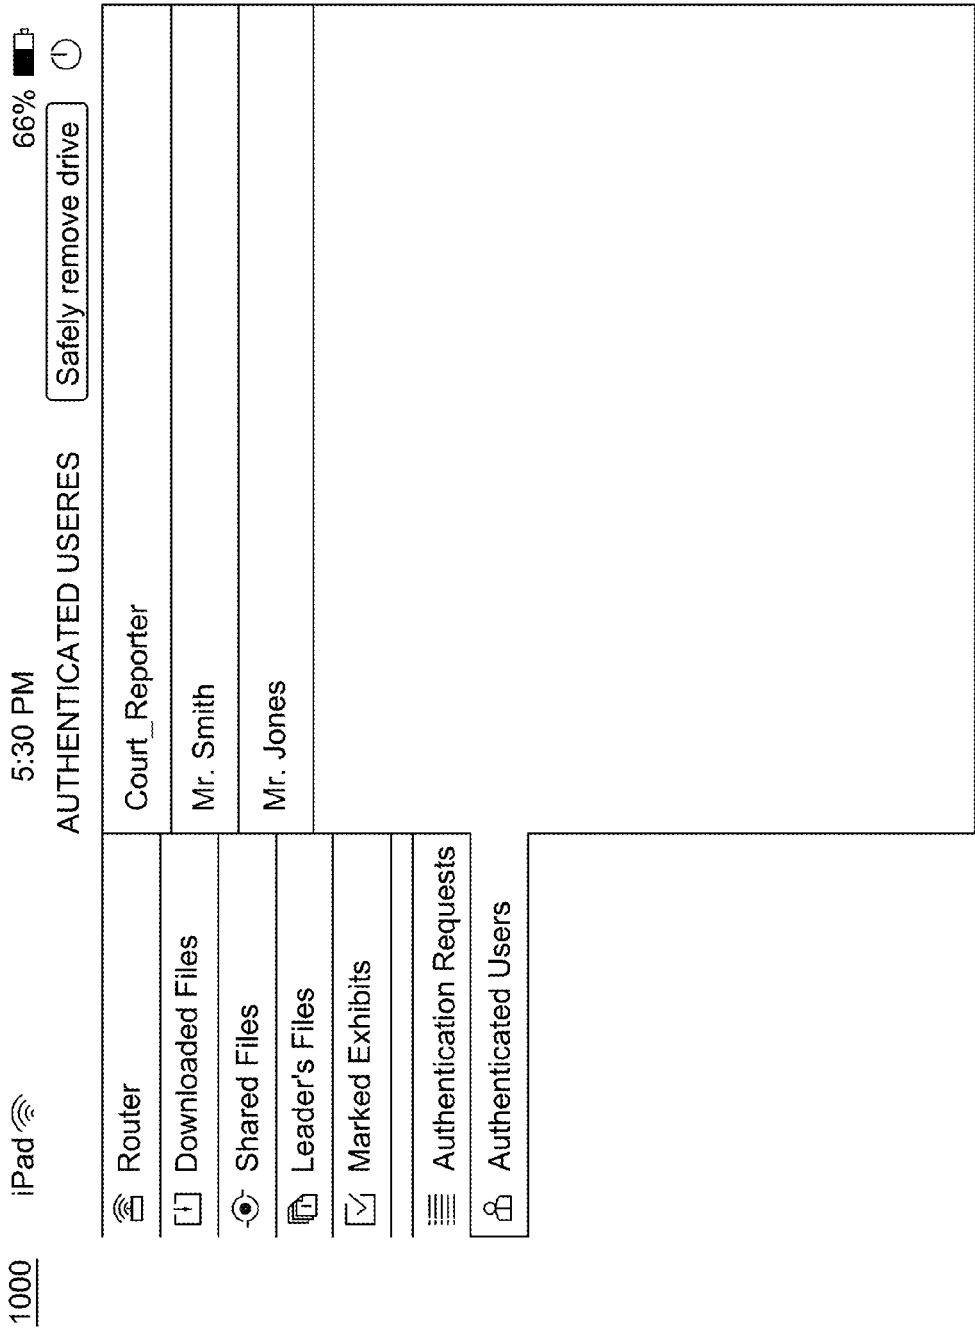 1000
iPad 5:30 PM 66%
AUTHENTICATED USERES Safely remove drive
Router
Downloaded Files
Shared Files
Leader's Files
Marked Exhibits
Authentication Requests
Authenticated Users
Court_Reporter
Mr. Smith
Mr. Jones